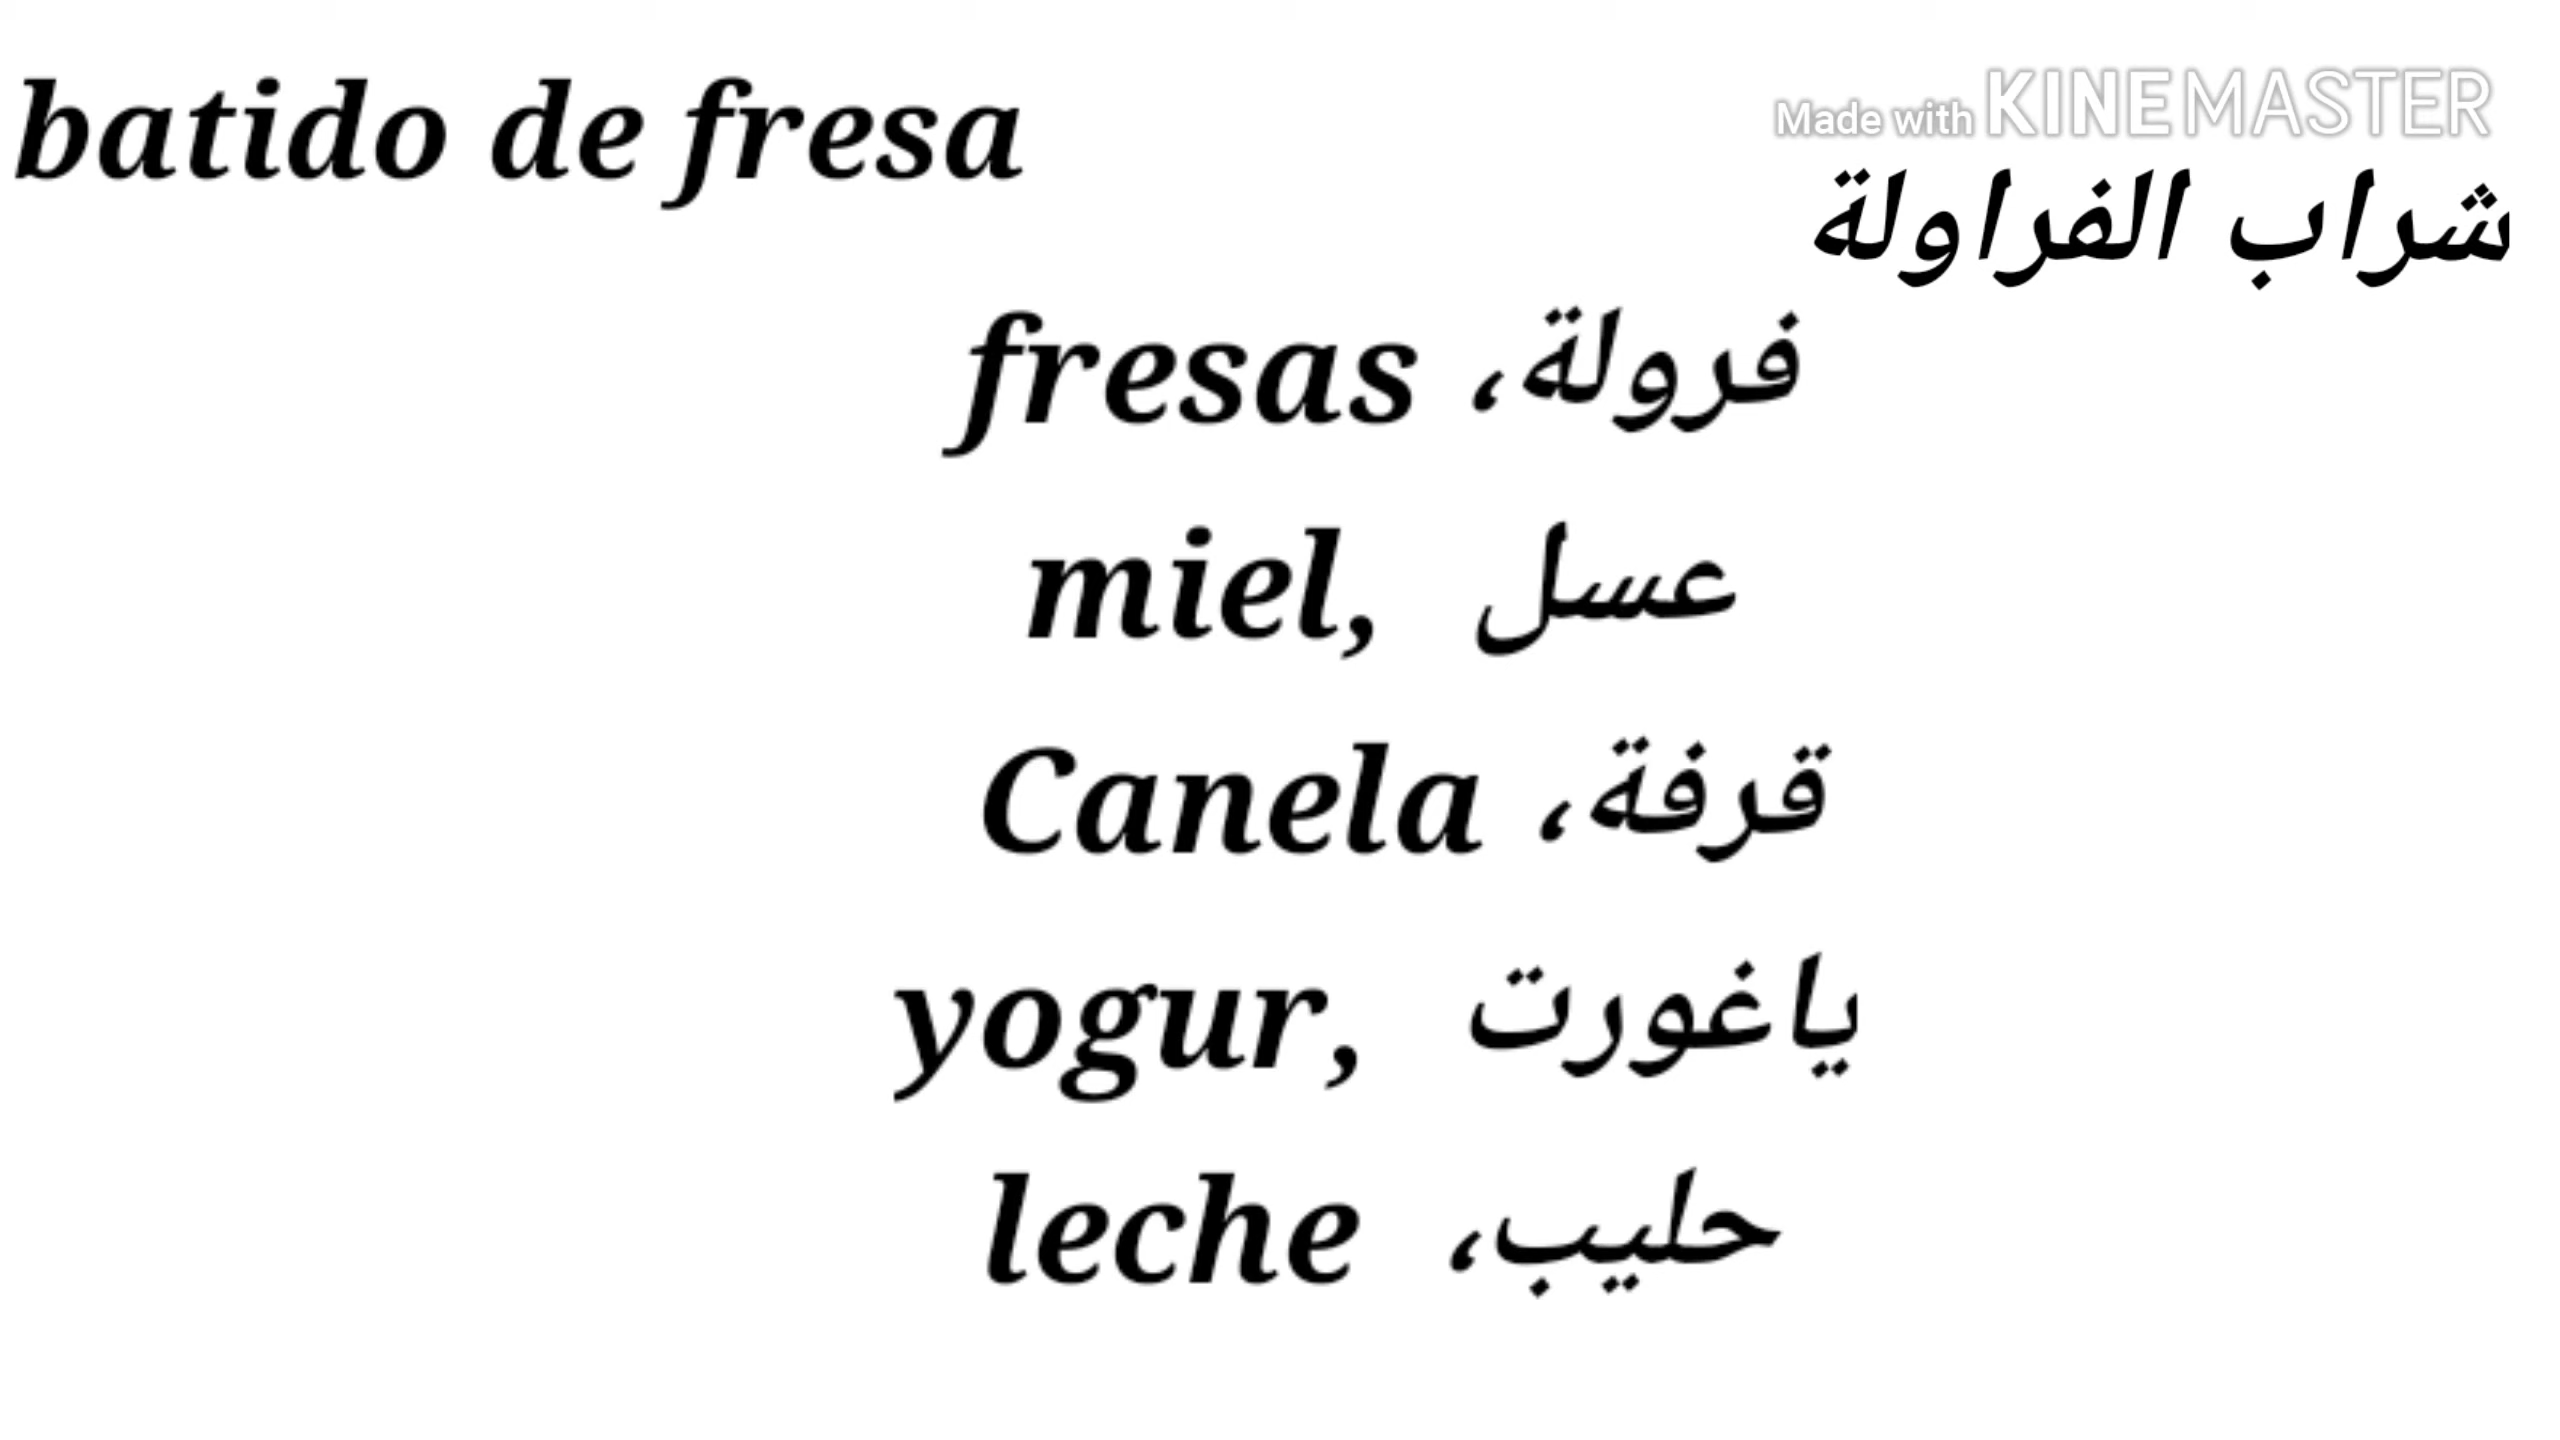 batido de fresa
Made with KINEMASTER
شراب الفراولة
fresas فرولة،
miel, عسل
Canela قرفة،
yogur, ياغورت
leche حليب،